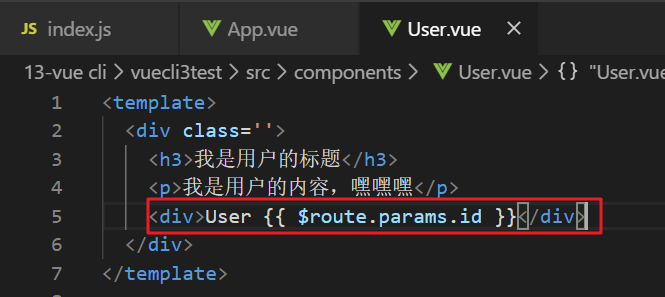 JS index.js App.vue User.vue ×
13-vue cli > vuecli3test > src > components > User.vue > {} "User.vue
1 <template>
2 <div class=''>
3 <h3>我是用户的标题</h3>
4 <p>我是用户的内容，嘿嘿嘿</p>
5 <div>User {{ $route.params.id }}</div>
6 </div>
7 </template>